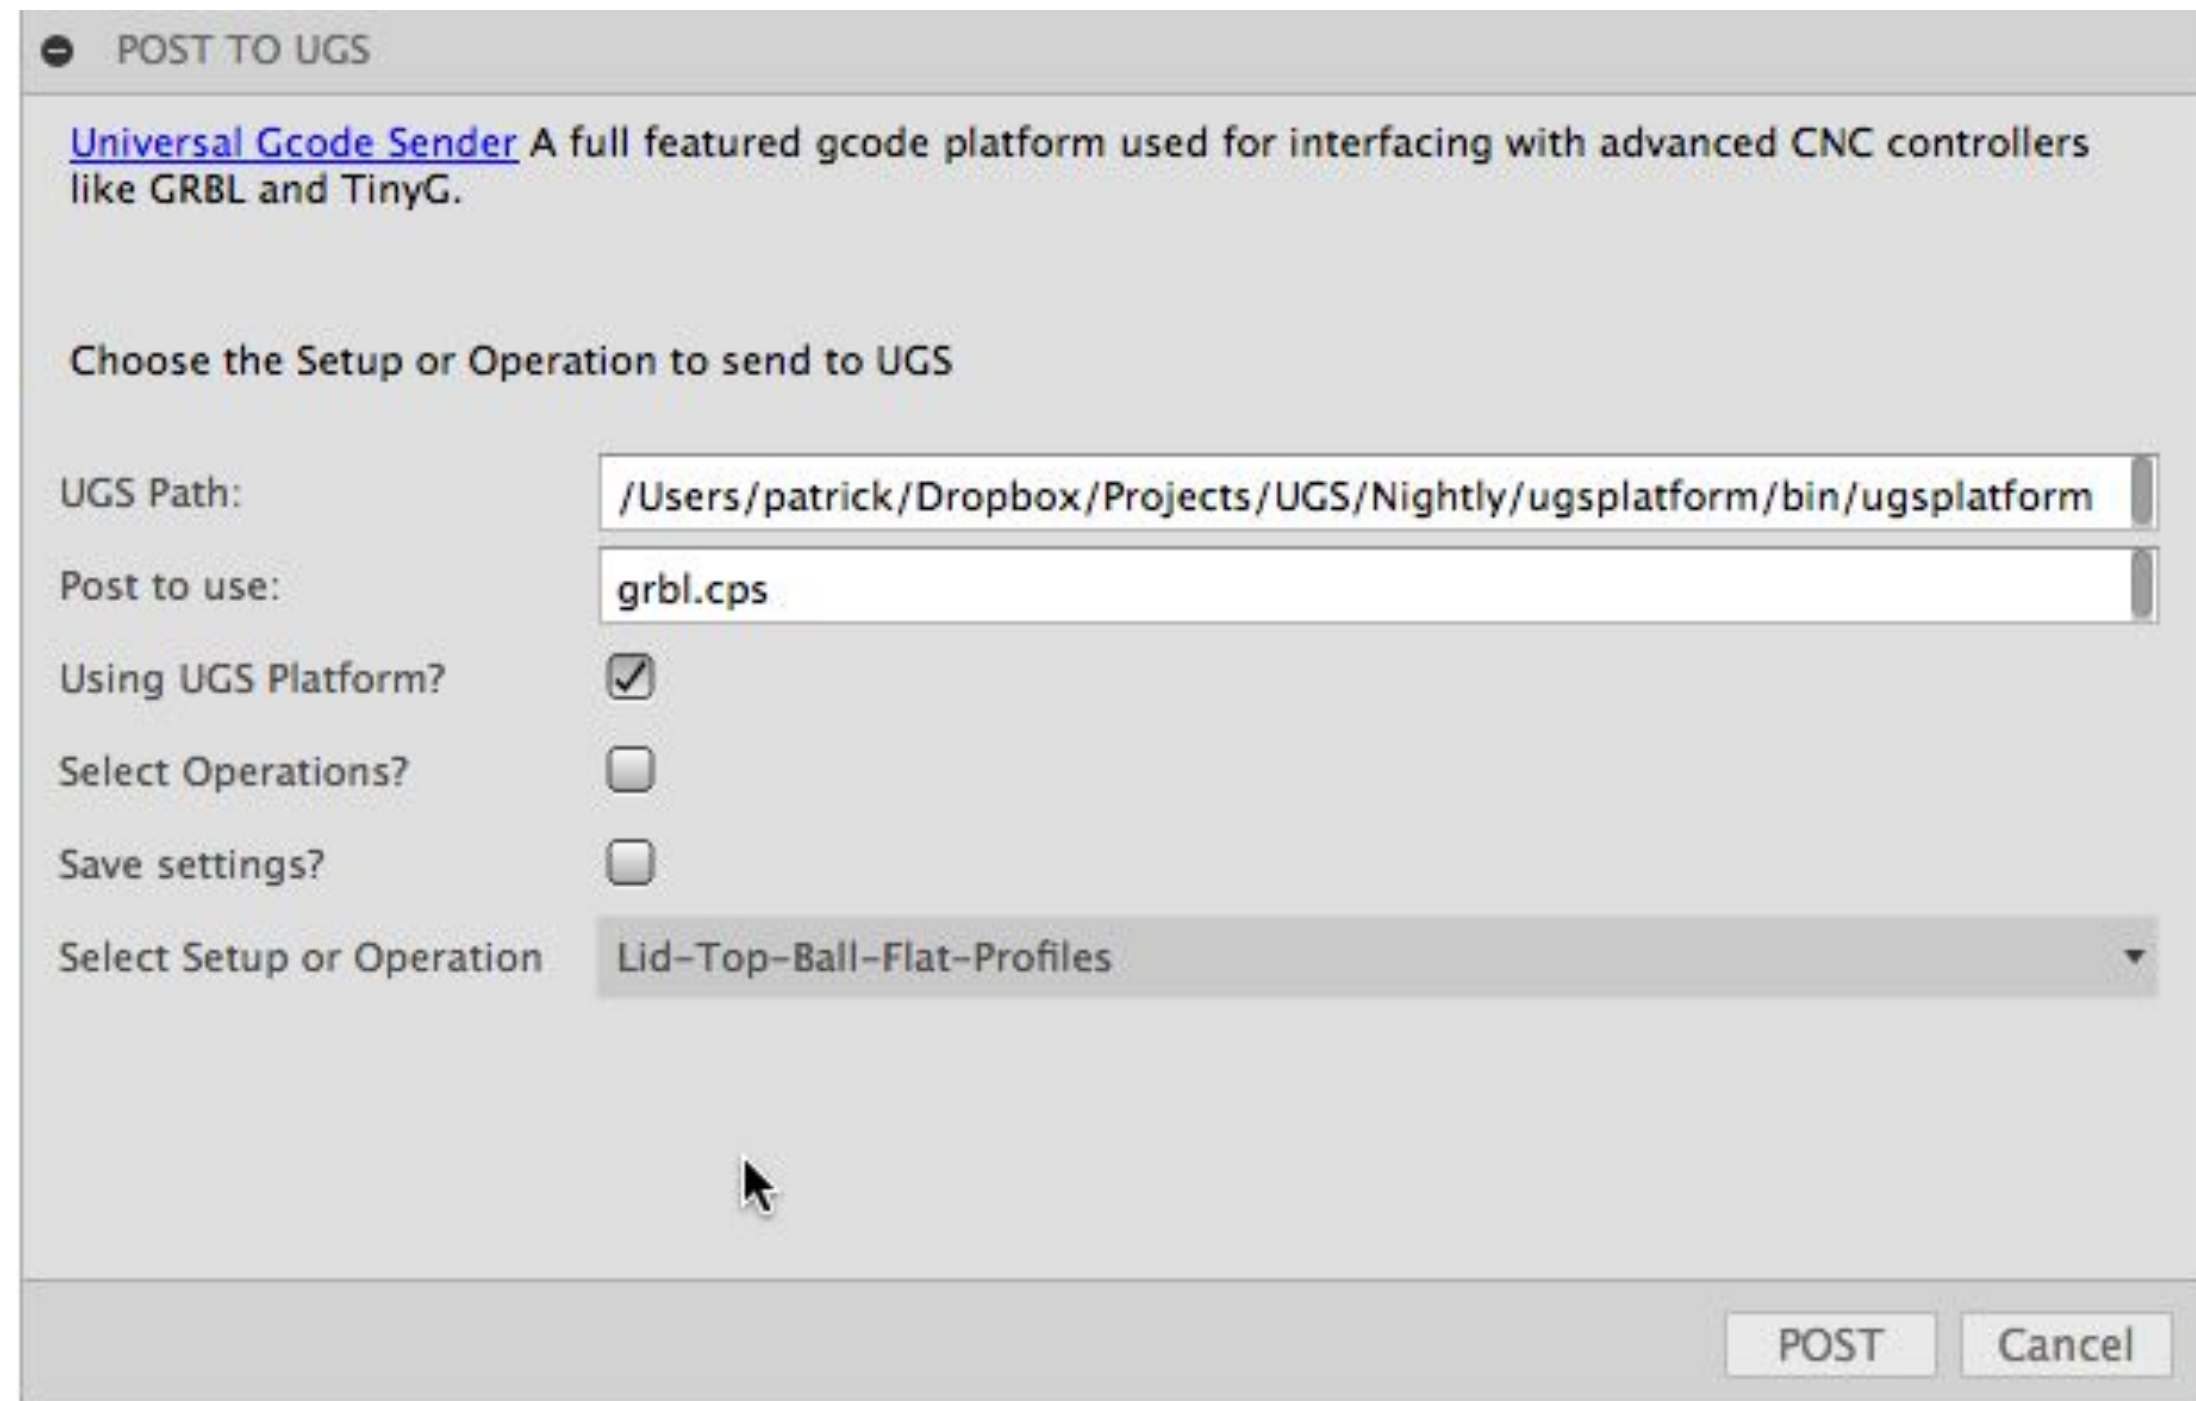 POST TO UGS
Universal Gcode Sender A full featured gcode platform used for interfacing with advanced CNC controllers
like GRBL and TinyG.
Choose the Setup or Operation to send to UGS
UGS Path: /Users/patrick/Dropbox/Projects/UGS/Nightly/ugsplatform/bin/ugsplatform
Post to use: grbl.cps
Using UGS Platform?
Select Operations?
Save settings?
Select Setup or Operation Lid-Top-Ball-Flat-Profiles
POST Cancel